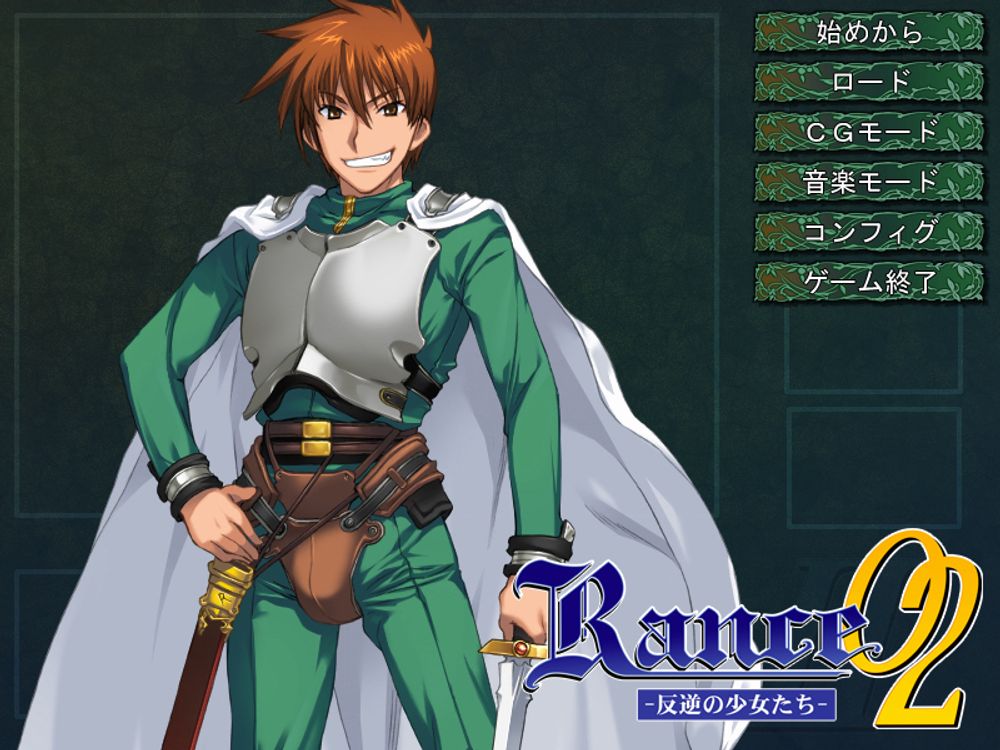 始めから
ロード
CGモード
音楽モード
コンフィグ
ゲーム終了
Rance 02
-反逆の少女たち-